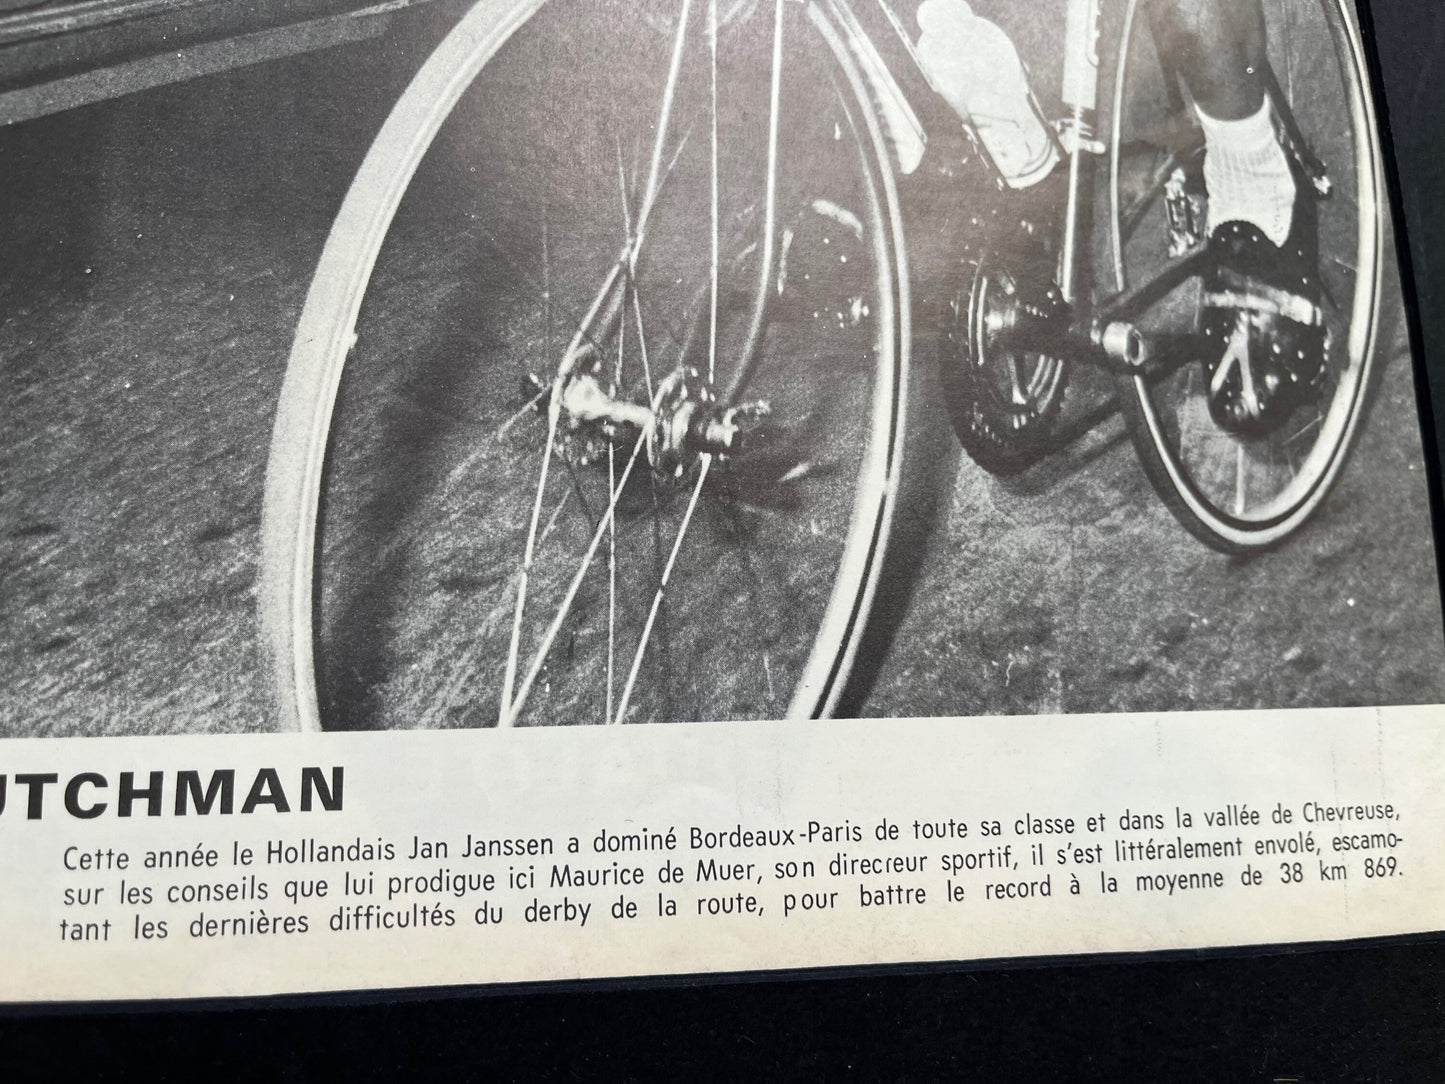 UTCHMAN
Cette année le Hollandais Jan Janssen a dominé Bordeaux-Paris de toute sa classe et dans la vallée de Chevreuse,
sur les conseils que lui prodigue ici Maurice de Muer, son direcreur sportif, il s'est littéralement envolé, escamo-
tant les dernières difficultés du derby de la route, pour battre le record à la moyenne de 38 km 869.